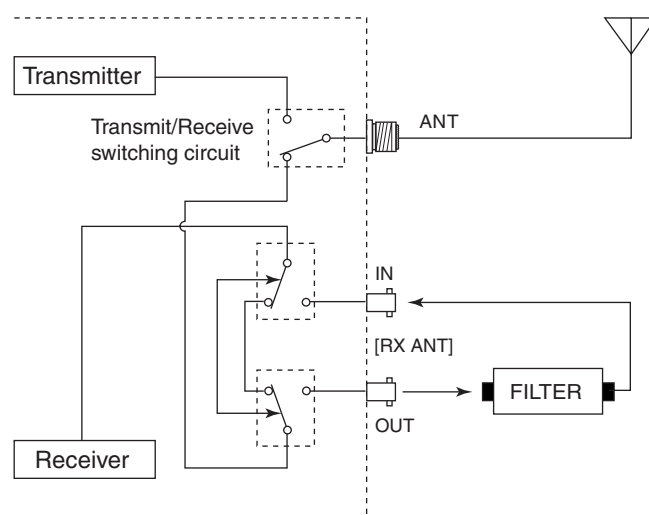 Transmitter
Transmit/Receive
switching circuit
ANT
IN
[RX ANT]
FILTER
OUT
Receiver